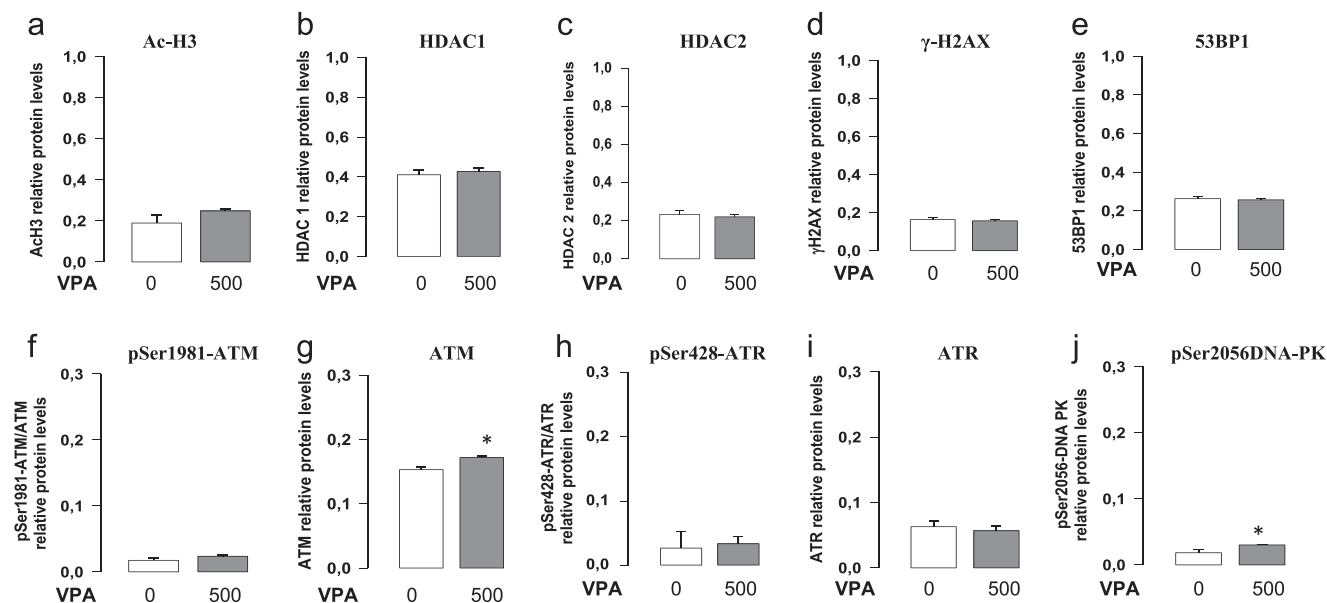 a
Ac-H3
AcH3 relative protein levels
1,0
0,8
0,6
0,4
0,2
0,0
VPA 0 500
b
HDAC1
HDAC 1 relative protein levels
1,0
0,8
0,6
0,4
0,2
0,0
0 500
c
HDAC2
HDAC 2 relative protein levels
1,0
0,8
0,6
0,4
0,2
0,0
VPA 0 500
d
γ-H2AX
γH2AX relative protein levels
1,0
0,8
0,6
0,4
0,2
0,0
VPA 0 500
e
53BP1
53BP1 relative protein levels
1,0
0,8
0,6
0,4
0,2
0,0
VPA 0 500
f
pSer1981-ATM
pSer1981-ATM/ATM
relative protein levels
0,3
0,2
0,1
0,0
VPA 0 500
g
ATM
ATM relative protein levels
0,3
0,2
0,1
0,0
*
VPA 0 500
h
pSer428-ATR
pSer428-ATR/ATR
relative protein levels
0,3
0,2
0,1
0,0
VPA 0 500
i
ATR
ATR relative protein levels
0,3
0,2
0,1
0,0
VPA 0 500
j
pSer2056DNA-PK
pSer2056-DNA PK
relative protein levels
0,3
0,2
0,1
0,0
*
VPA 0 500